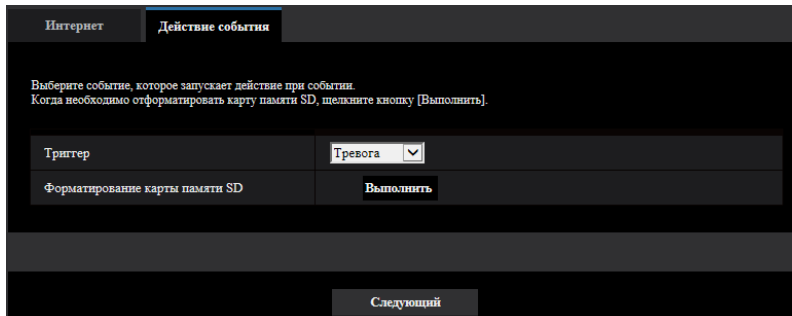 Интернет
Действие события
Выберите событие, которое запускает действие при событии.
Когда необходимо отформатировать карту памяти SD, щелкните кнопку [Выполнить].
Триггер
Тревога
Форматирование карты памяти SD
Выполнить
Следующий